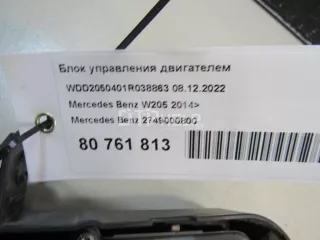 Блок управления двигателем
WDD2050401R038863 08.12.2022
Mercedes Benz W205 2014>
Mercedes Benz 2749000800
80 761 813